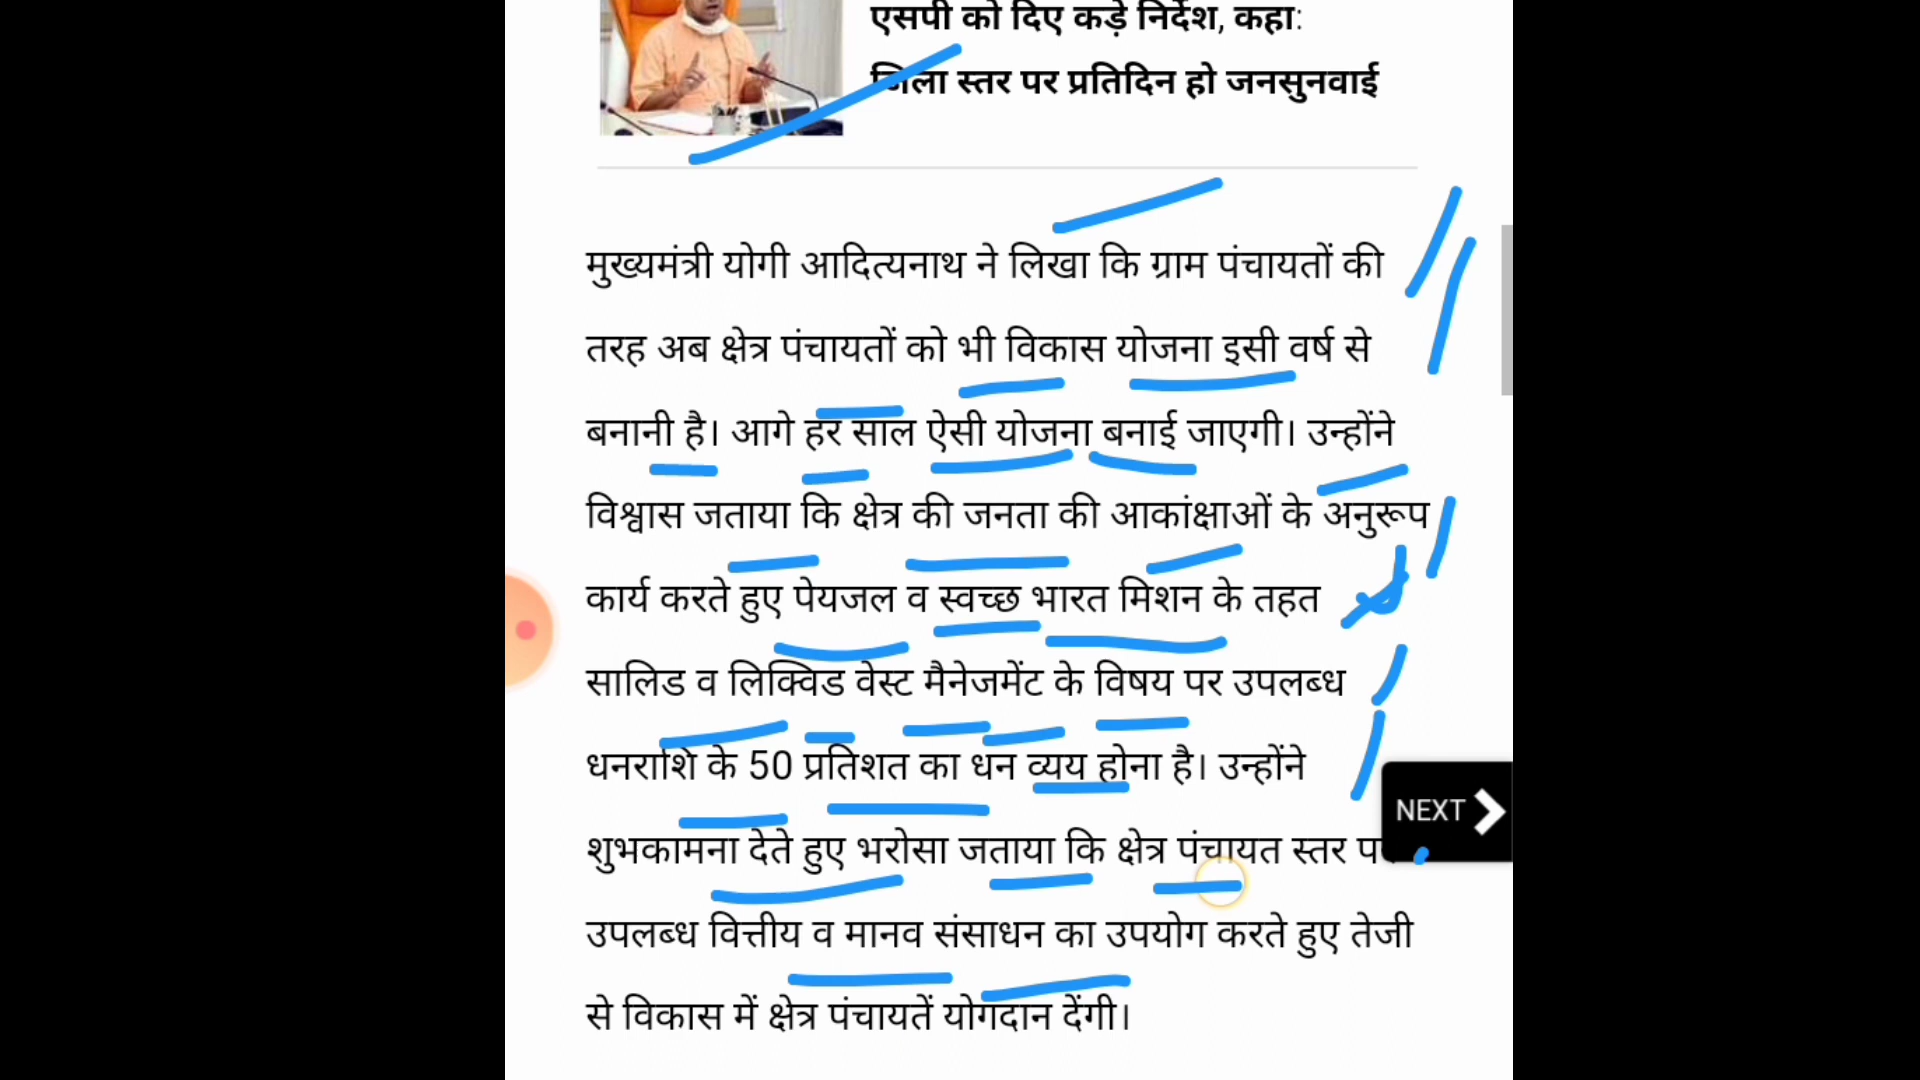 एसपी को दिए कड़े निर्देश, कहा:
जिला स्तर पर प्रतिदिन हो जनसुनवाई
मुख्यमंत्री योगी आदित्यनाथ ने लिखा कि ग्राम पंचायतों की
तरह अब क्षेत्र पंचायतों को भी विकास योजना इसी वर्ष से
बनानी है। आगे हर साल ऐसी योजना बनाई जाएगी। उन्होंने
विश्वास जताया कि क्षेत्र की जनता की आकांक्षाओं के अनुरूप
कार्य करते हुए पेयजल व स्वच्छ भारत मिशन के तहत
सालिड व लिक्विड वेस्ट मैनेजमेंट के विषय पर उपलब्ध
धनराशि के 50 प्रतिशत का धन व्यय होना है। उन्होंने
NEXT
शुभकामना देते हुए भरोसा जताया कि क्षेत्र पंचायत स्तर
उपलब्ध वित्तीय व मानव संसाधन का उपयोग करते हुए तेजी
से विकास में क्षेत्र पंचायतें योगदान देंगी।